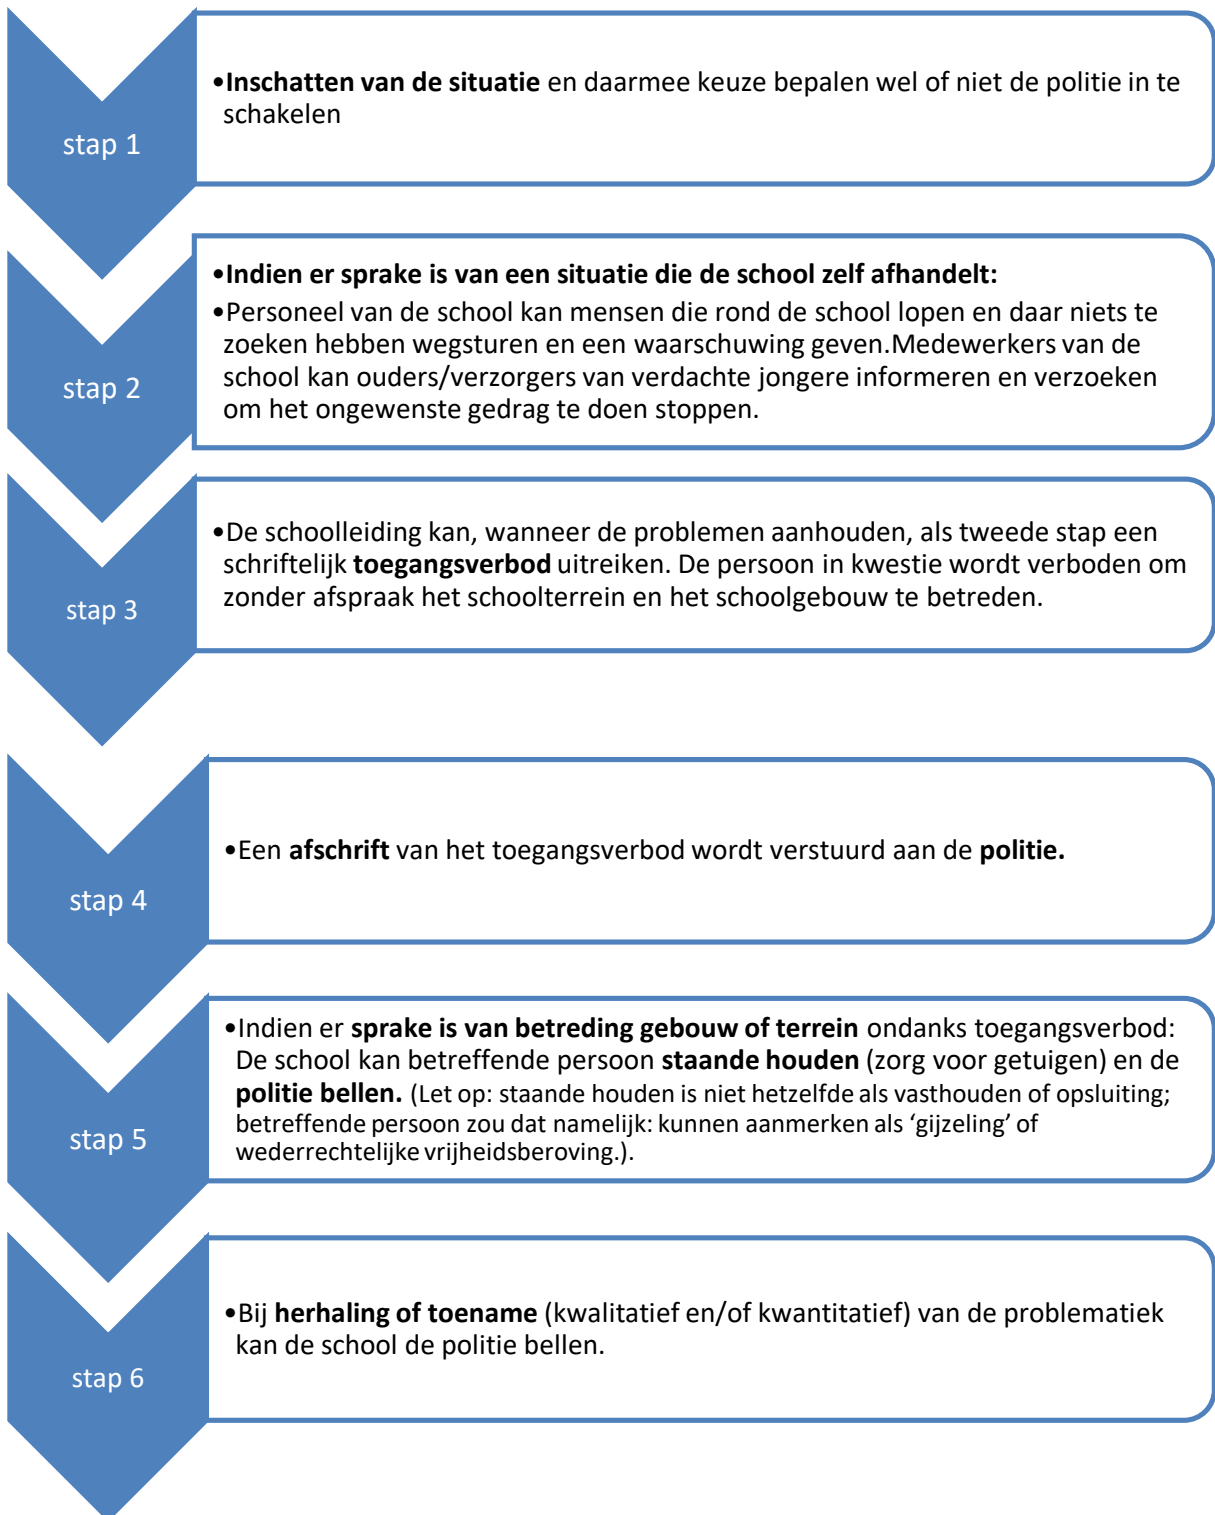 stap 1
•Inschatten van de situatie en daarmee keuze bepalen wel of niet de politie in te
schakelen
stap 2
•Indien er sprake is van een situatie die de school zelf afhandelt:
•Personeel van de school kan mensen die rond de school lopen en daar niets te
zoeken hebben wegsturen en een waarschuwing geven.Medewerkers van de
school kan ouders/verzorgers van verdachte jongere informeren en verzoeken
om het ongewenste gedrag te doen stoppen.
stap 3
•De schoolleiding kan, wanneer de problemen aanhouden, als tweede stap een
schriftelijk toegangsverbod uitreiken. De persoon in kwestie wordt verboden om
zonder afspraak het schoolterrein en het schoolgebouw te betreden.
stap 4
•Een afschrift van het toegangsverbod wordt verstuurd aan de politie.
stap 5
•Indien er sprake is van betreding gebouw of terrein ondanks toegangsverbod:
De school kan betreffende persoon staande houden (zorg voor getuigen) en de
politie bellen. (Let op: staande houden is niet hetzelfde als vasthouden of opsluiting;
betreffende persoon zou dat namelijk: kunnen aanmerken als ‘gijzeling’ of
wederrechtelijke vrijheidsberoving.).
stap 6
•Bij herhaling of toename (kwalitatief en/of kwantitatief) van de problematiek
kan de school de politie bellen.